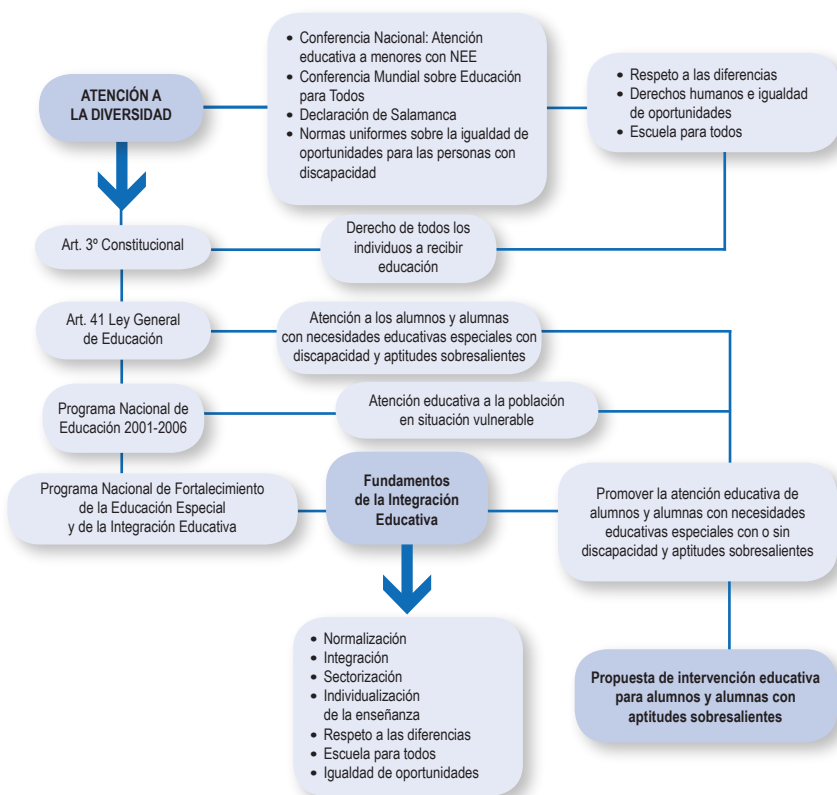 ATENCIÓN A
LA DIVERSIDAD
• Conferencia Nacional: Atención
educativa a menores con NEE
• Conferencia Mundial sobre Educación
para Todos
• Declaración de Salamanca
• Normas uniformes sobre la igualdad de
oportunidades para las personas con
discapacidad
• Respeto a las diferencias
• Derechos humanos e igualdad
de oportunidades
• Escuela para todos
Art. 3º Constitucional
Derecho de todos los
individuos a recibir
educación
Art. 41 Ley General
de Educación
Atención a los alumnos y alumnas
con necesidades educativas especiales con
discapacidad y aptitudes sobresalientes
Programa Nacional de
Educación 2001-2006
Atención educativa a la población
en situación vulnerable
Programa Nacional de Fortalecimiento
de la Educación Especial
y de la Integración Educativa
Fundamentos
de la Integración
Educativa
Promover la atención educativa de
alumnos y alumnas con necesidades
educativas especiales con o sin
discapacidad y aptitudes sobresalientes
• Normalización
• Integración
• Sectorización
• Individualización
de la enseñanza
• Respeto a las diferencias
• Escuela para todos
• Igualdad de oportunidades
Propuesta de intervención educativa
para alumnos y alumnas con
aptitudes sobresalientes